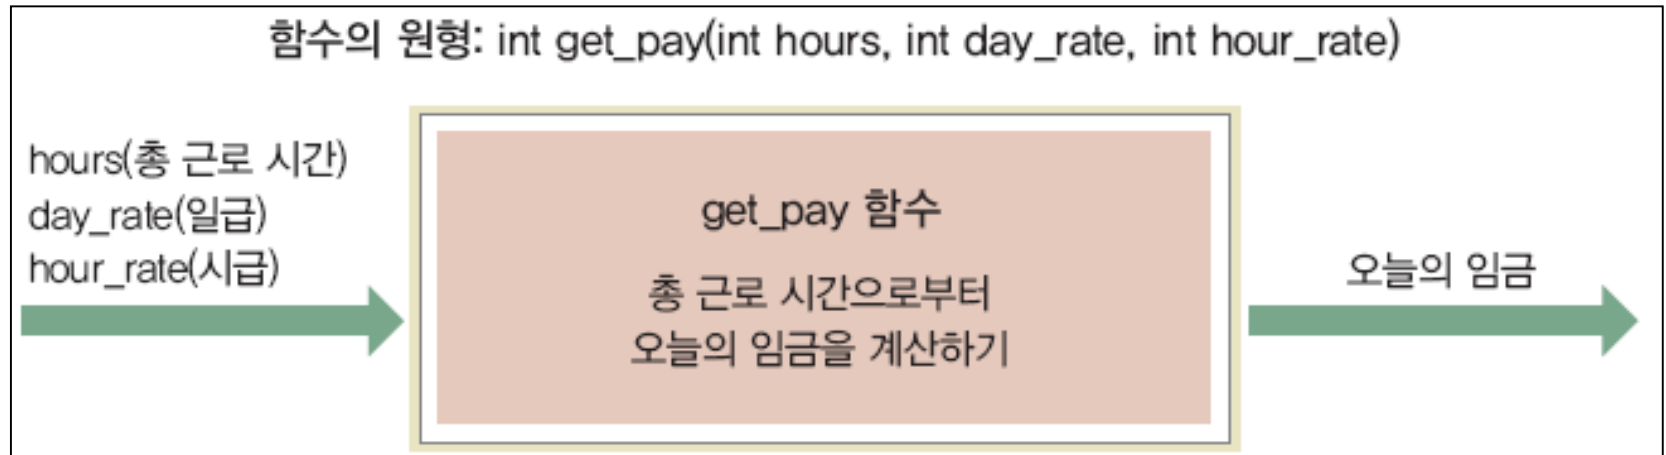 함수의 원형: int get_pay(int hours, int day_rate, int hour_rate)
hours(총 근로 시간)
day_rate(일급)
hour_rate(시급)
get_pay 함수
총 근로 시간으로부터
오늘의 임금을 계산하기
오늘의 임금